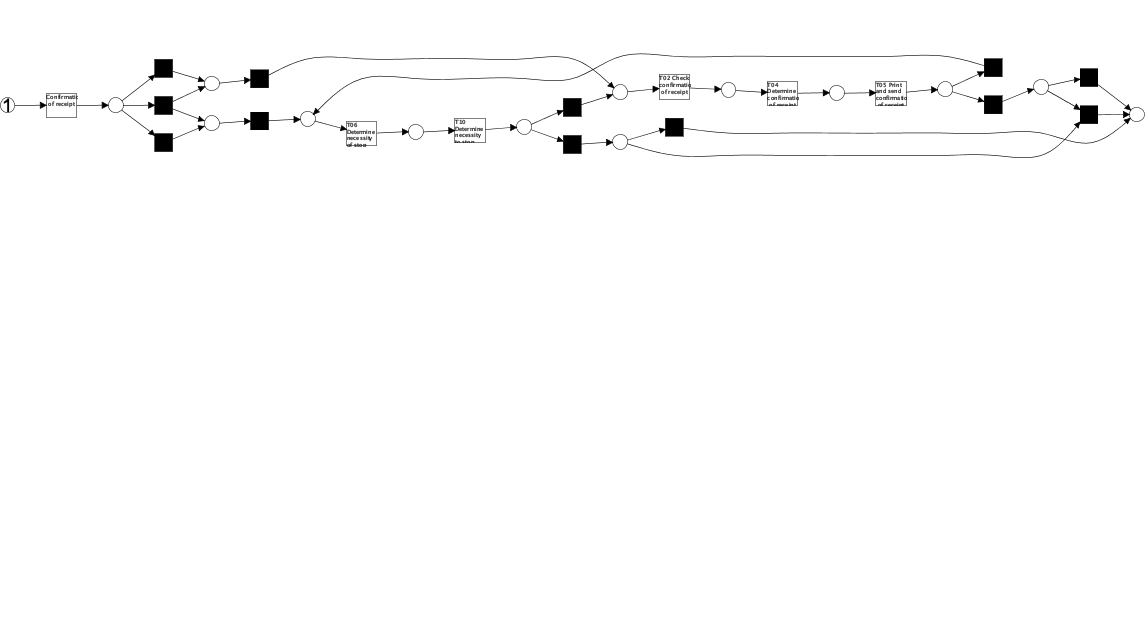 1
Confirmatio
of receipt
T06
Determine
necessity
of stop
T10
Determine
necessity
to stop
T02 Check
confirmatio
of receipt
T04
Determine
confirmatio
of receipt
T05 Print
and send
confirmatio
of receipt